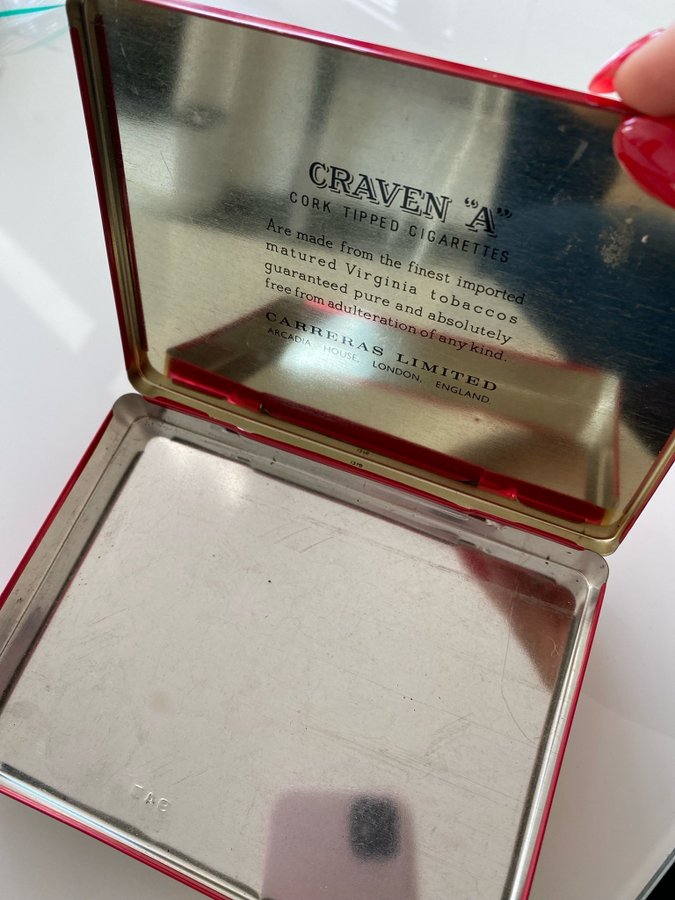 CRAVEN "A"
CORK TIPPED CIGARETTES
Are made from the finest imported
matured Virginia tobaccos
guaranteed pure and absolutely
free from adulteration of any kind.
CARRERAS LIMITED
ARCADIA HOUSE, LONDON, ENGLAND